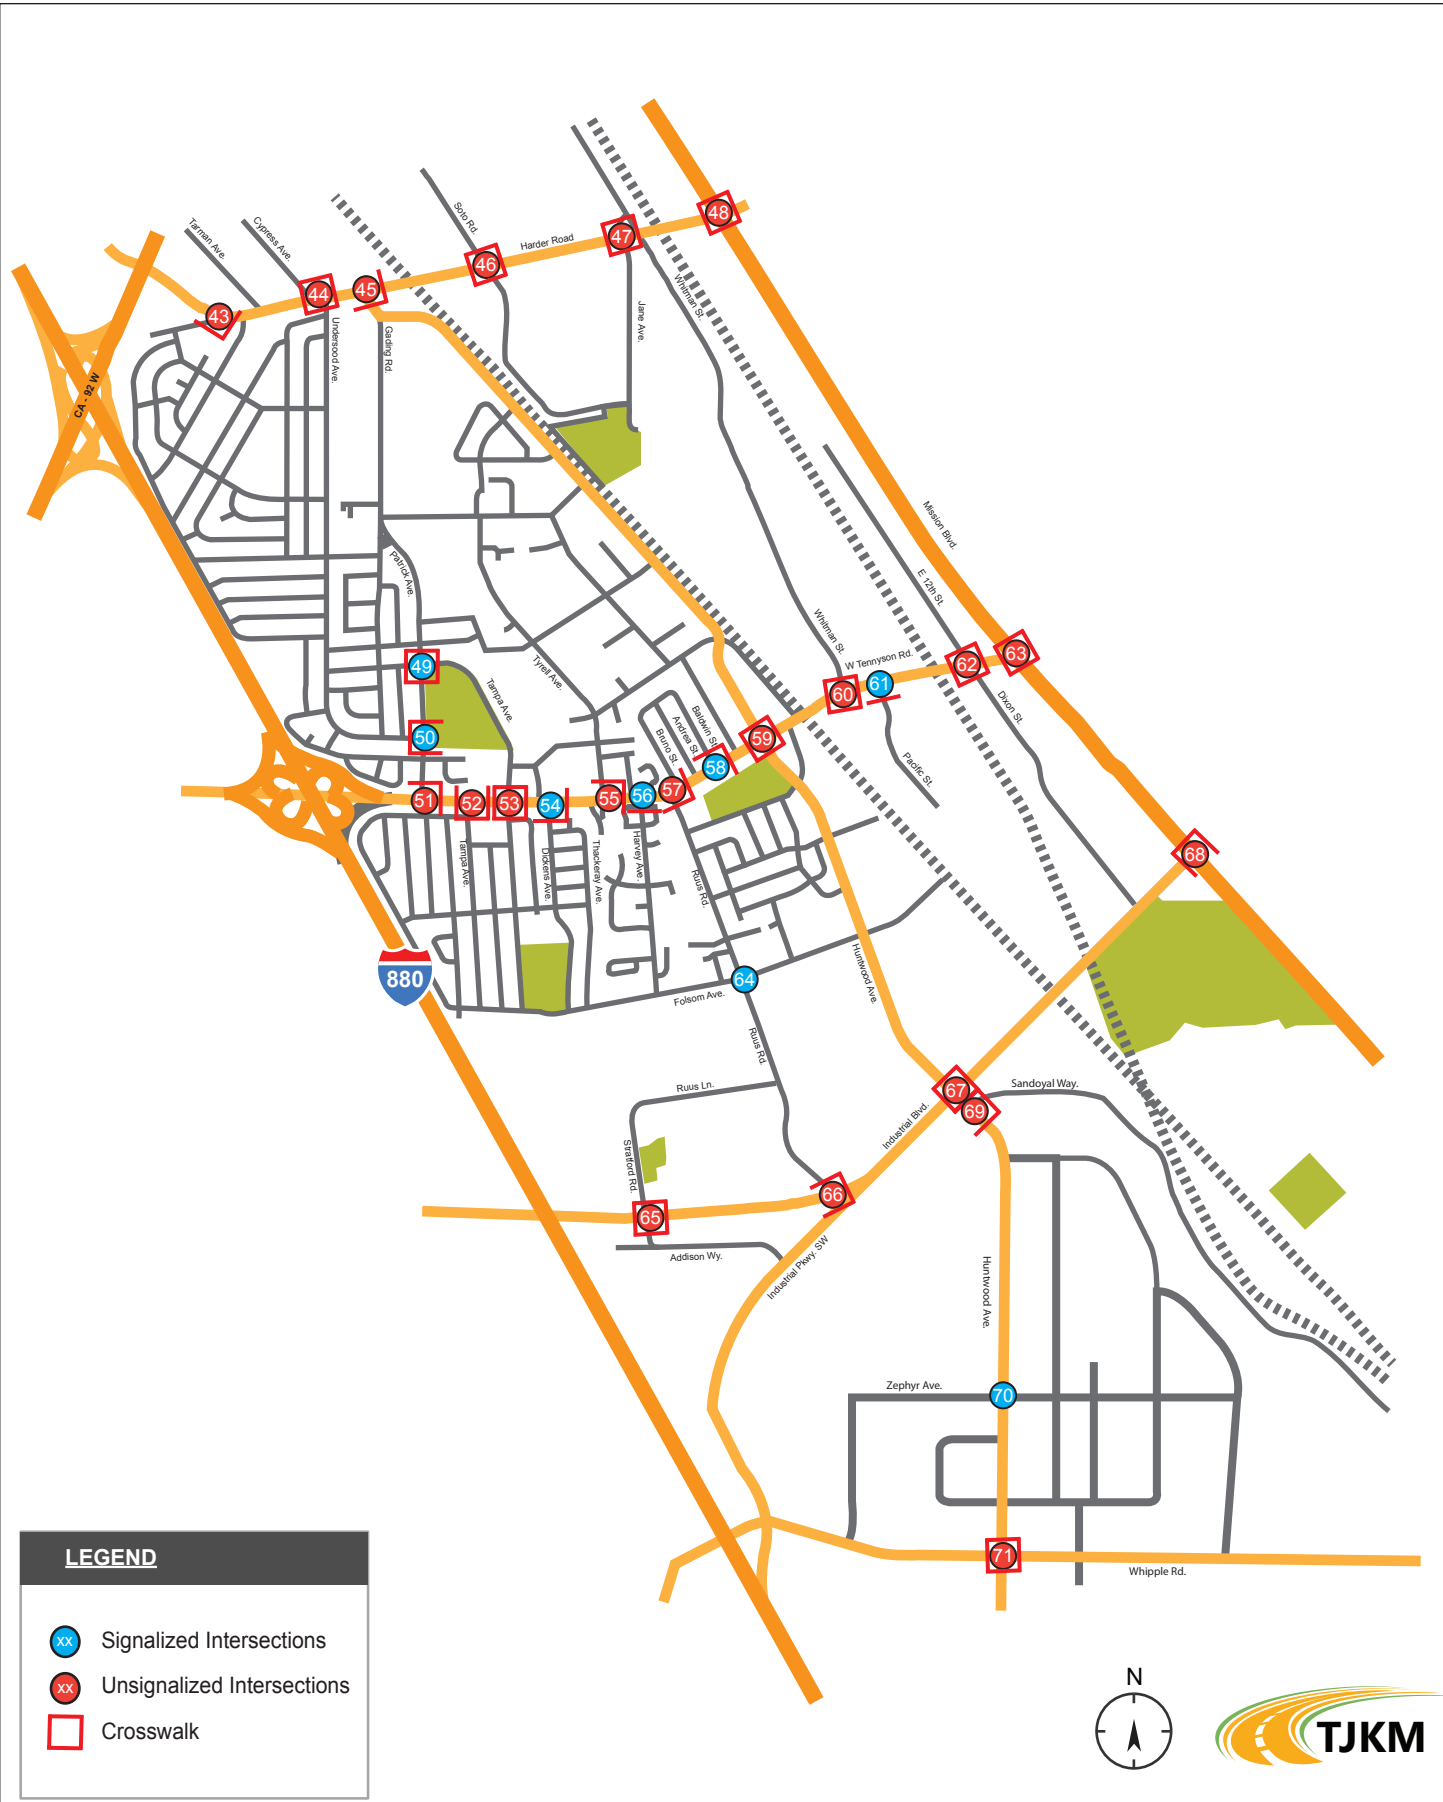 48
47
Soto Rd.
Harder Road
Tarman Ave.
Cypress Ave.
46
45
44
43
Whitman St.
Jane Ave.
Undersood Ave.
Gading Rd.
CA - 92 W
Mission Blvd.
E 12th St.
Patrick Ave.
Whitman St.
W Tennyson Rd.
63
62
61
60
49
Tyrell Ave.
Tampa Ave.
Dixon St.
Baldwin St.
Andrea St.
Bruno St.
59
50
58
Pacific St.
57
56
55
54
53
52
51
68
Tampa Ave.
Dickens Ave.
Thackeray Ave.
Harvey Ave.
Ruus Rd.
Huntwood Ave.
880
64
Folsom Ave.
Ruus Rd.
Ruus Ln.
67
69
Sandoyal Way.
Industrial Blvd.
Stratford Rd.
66
65
Addison Wy.
Industrial Pkwy. SW
Huntwood Ave.
Zephyr Ave.
70
71
Whipple Rd.
LEGEND
xx Signalized Intersections
xx Unsignalized Intersections
Crosswalk
N
TJKM